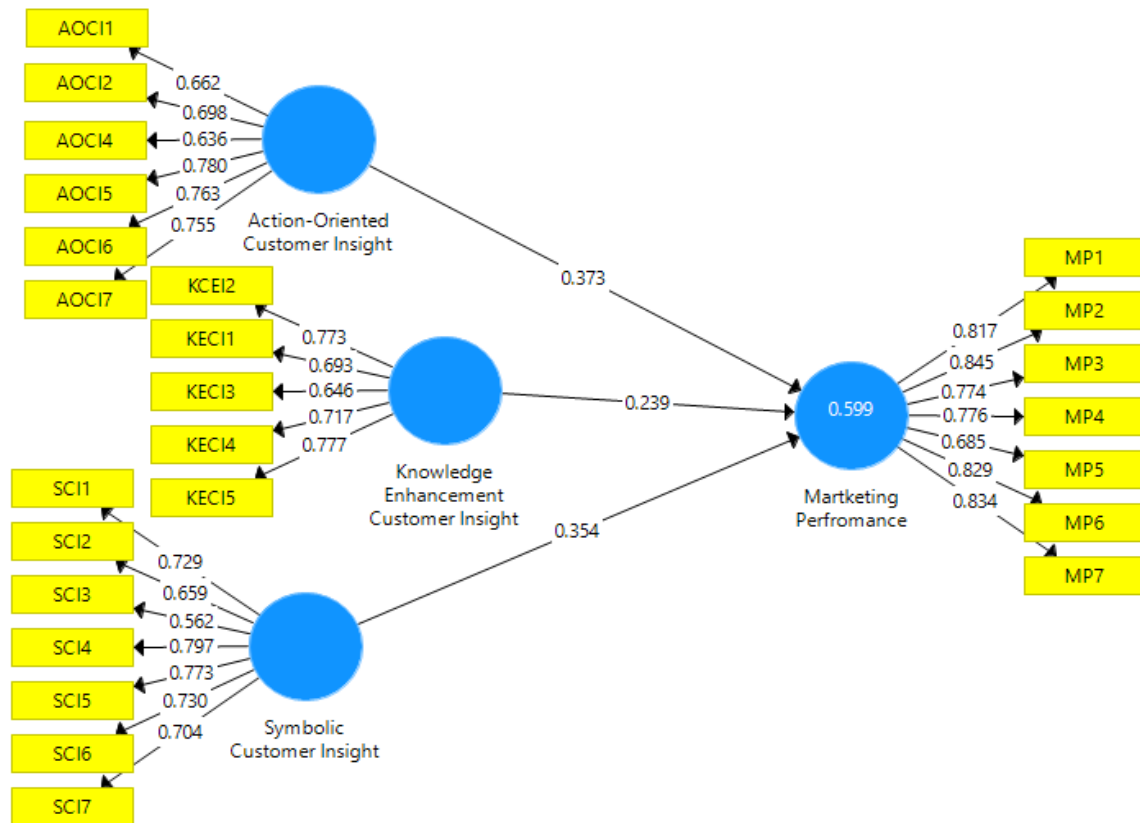 AOCI1
AOCI2
AOCI4
AOCI5
AOCI6
AOCI7
0.662
0.698
0.636
0.780
0.763
0.755
Action-Oriented
Customer Insight
KCEI2
KECI1
KECI3
KECI4
KECI5
0.773
0.693
0.646
0.717
0.777
Knowledge
Enhancement
Customer Insight
SCI1
SCI2
SCI3
SCI4
SCI5
SCI6
SCI7
0.729
0.659
0.562
0.797
0.773
0.730
0.704
Symbolic
Customer Insight
0.373
0.239
0.354
0.599
Martketing
Perfromance
0.817
0.845
0.774
0.776
0.685
0.829
0.834
MP1
MP2
MP3
MP4
MP5
MP6
MP7